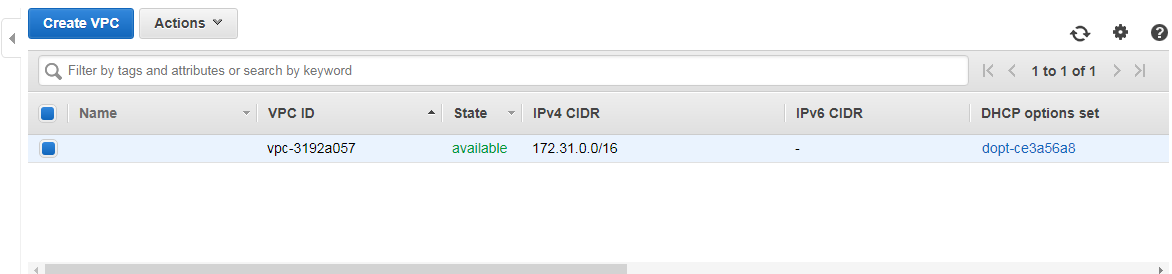 Create VPC Actions
Filter by tags and attributes or search by keyword 1 to 1 of 1
Name VPC ID State IPv4 CIDR IPv6 CIDR DHCP options set
vpc-3192a057 available 172.31.0.0/16 - dopt-ce3a56a8